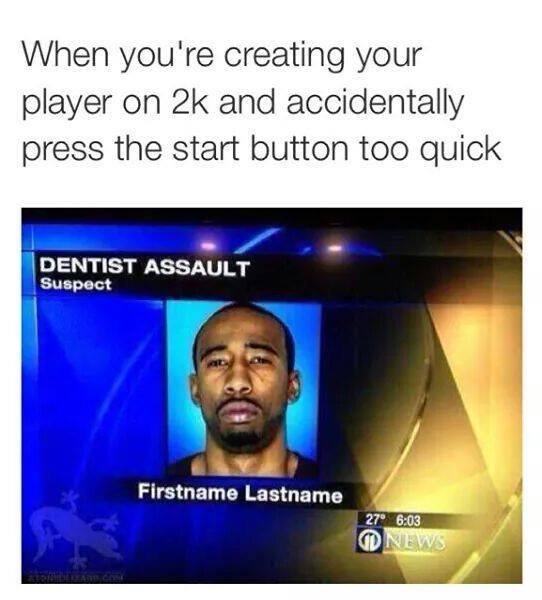 When you're creating your
player on 2k and accidentally
press the start button too quick
DENTIST ASSAULT
Suspect
Firstname Lastname
27° 6:03
NEWS